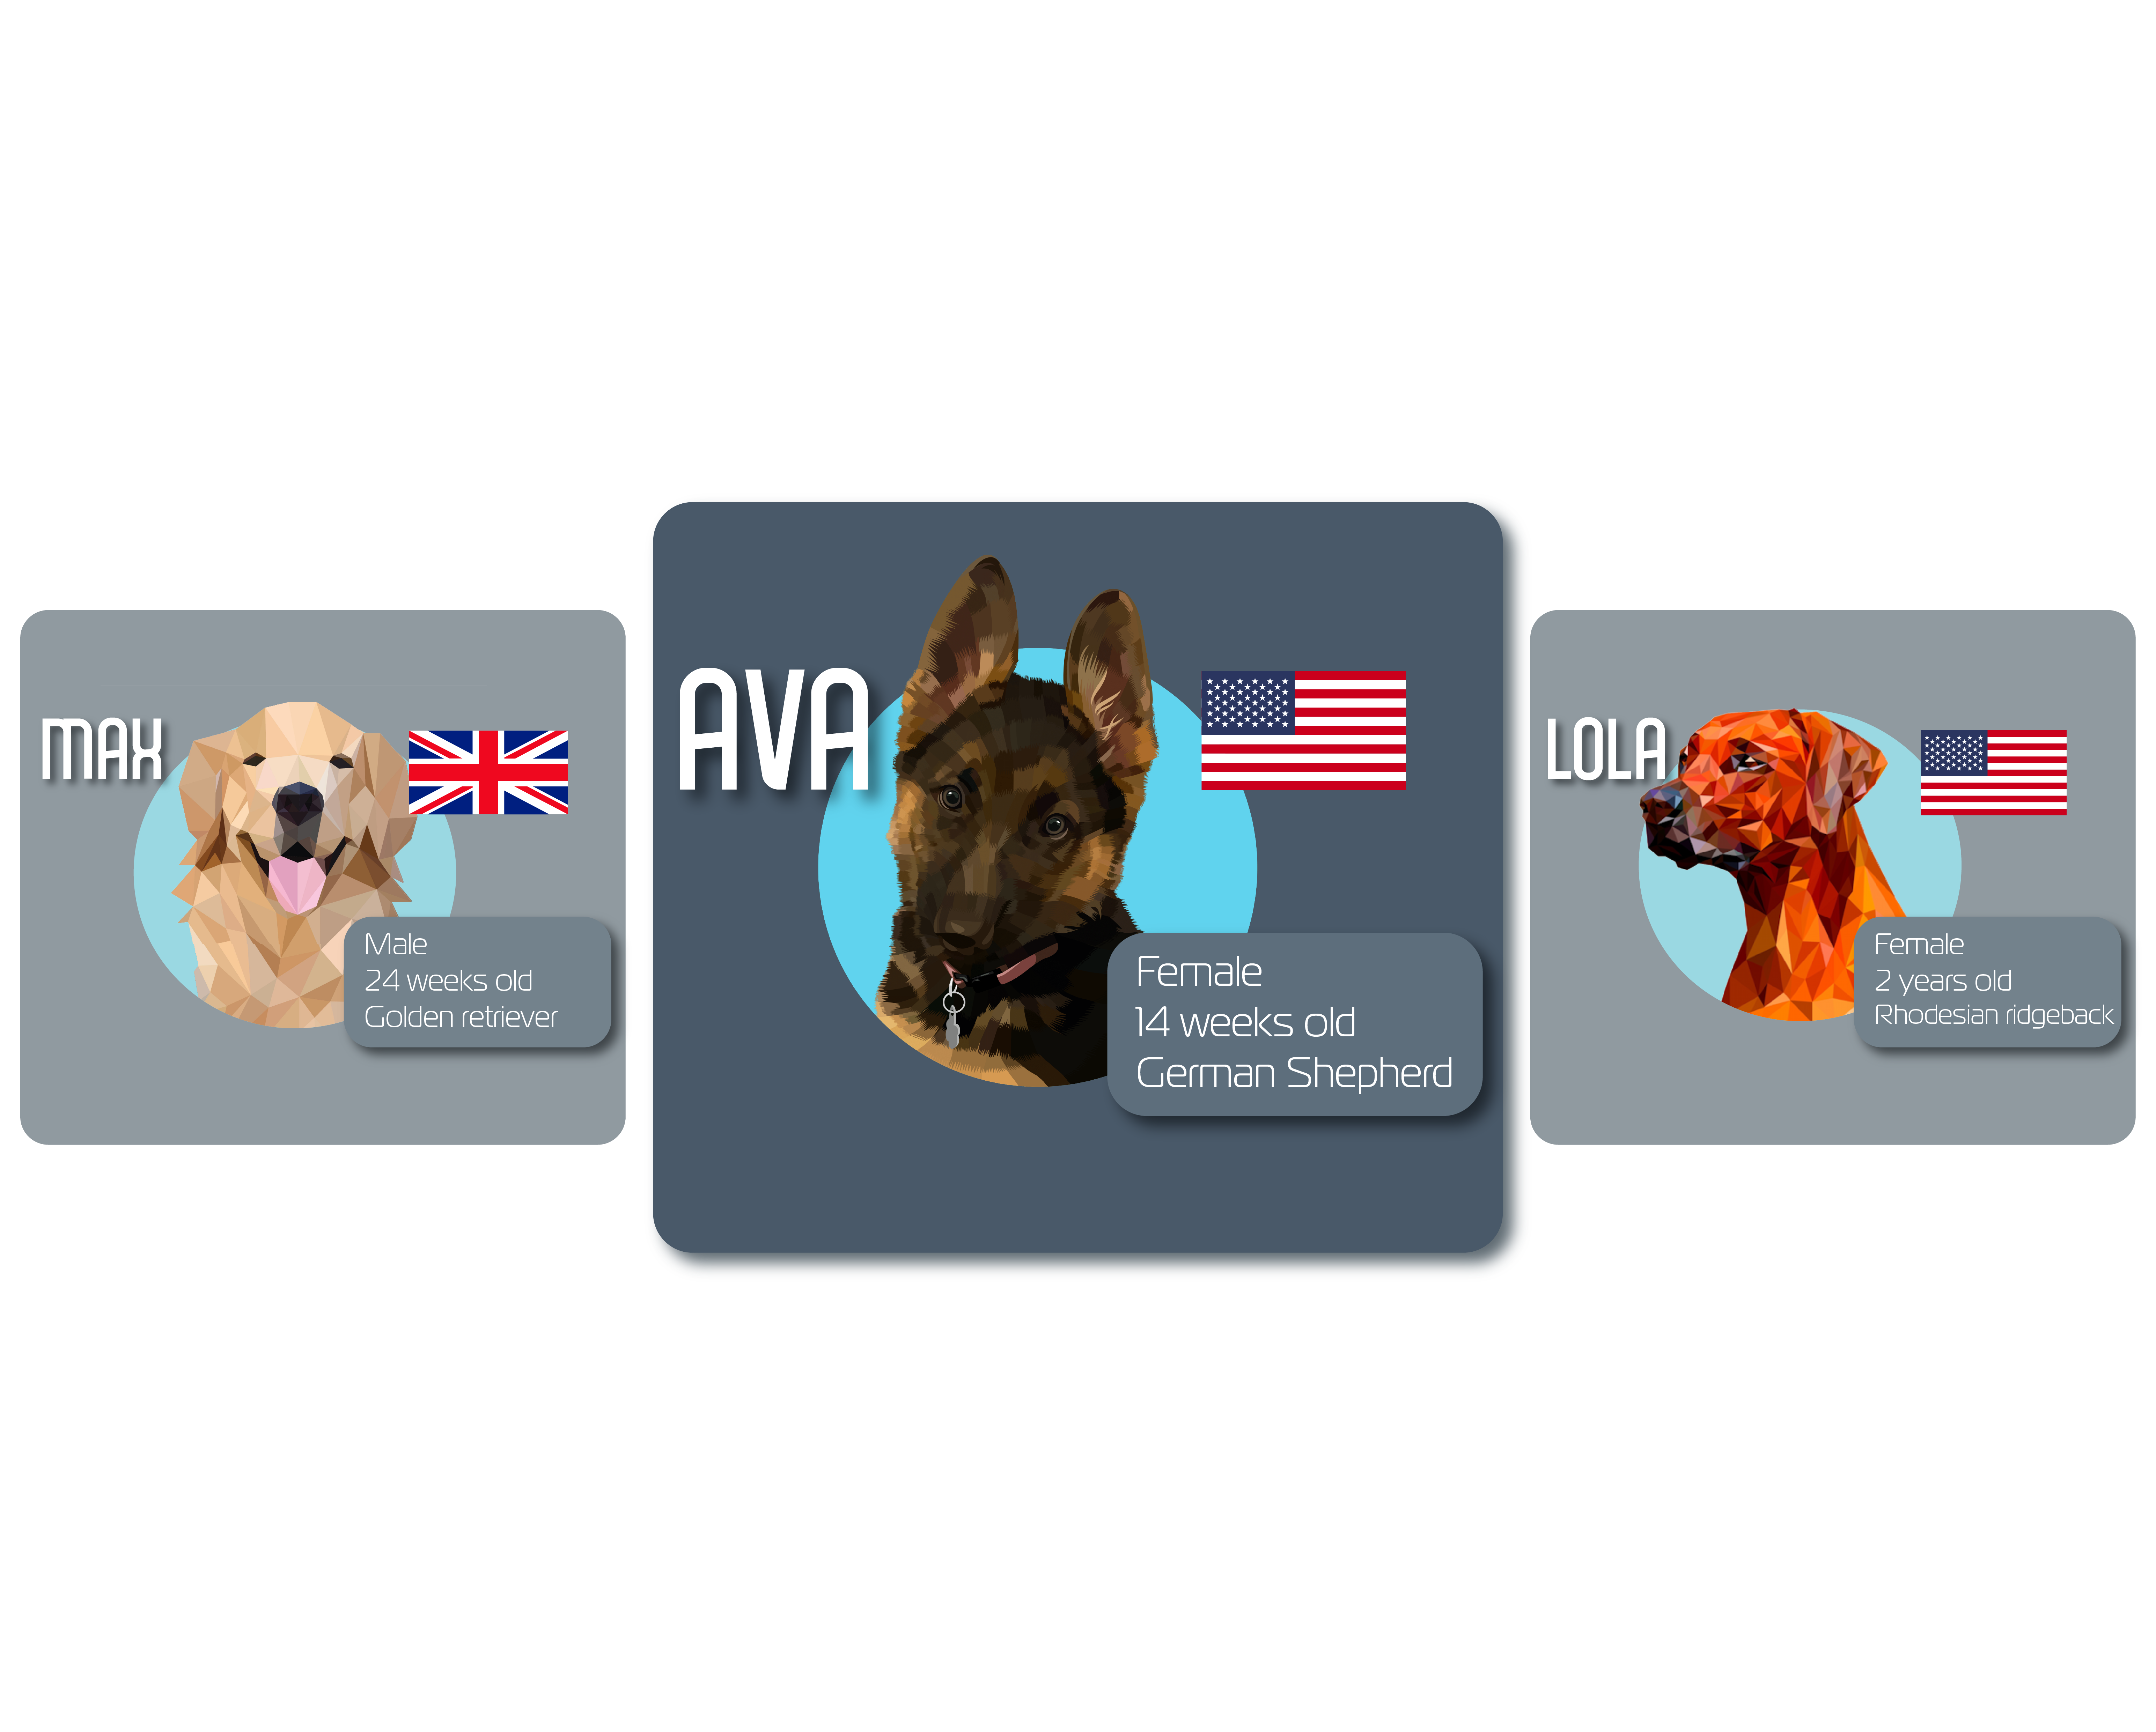 MAX
Male
24 weeks old
Golden retriever
AVA
Female
14 weeks old
German Shepherd
LOLA
Female
2 years old
Rhodesian ridgeback